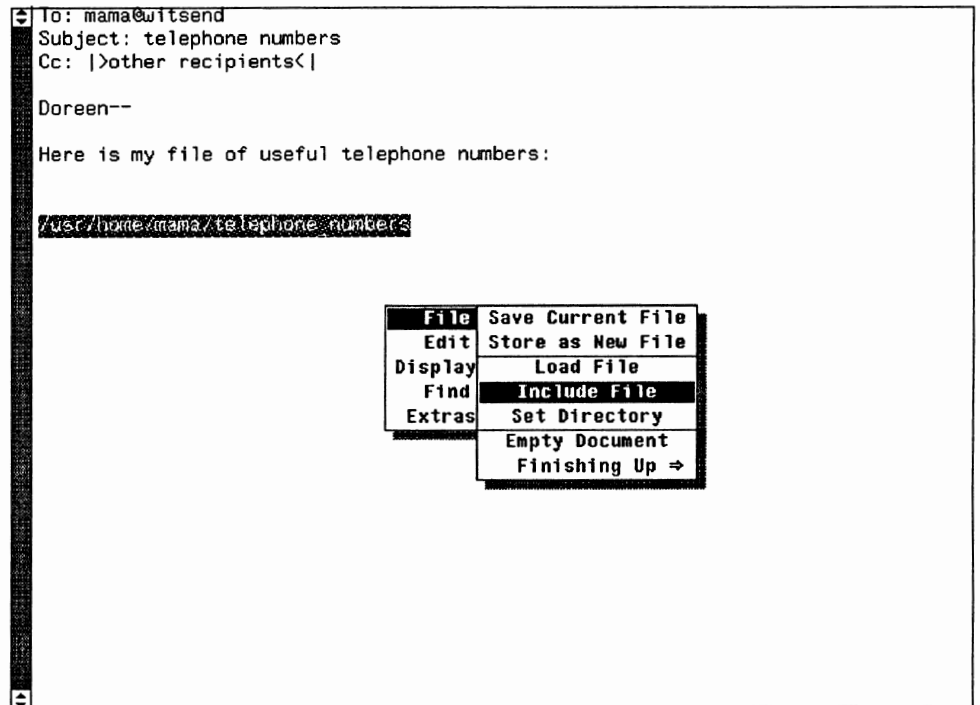 To: mama@witsend
Subject: telephone numbers
Cc: |>other recipients<|
Doreen--
Here is my file of useful telephone numbers:
/usr/home/mama/telephone_numbers
File
Edit
Display
Find
Extras
Save Current File
Store as New File
Load File
Include File
Set Directory
Empty Document
Finishing Up ⇒